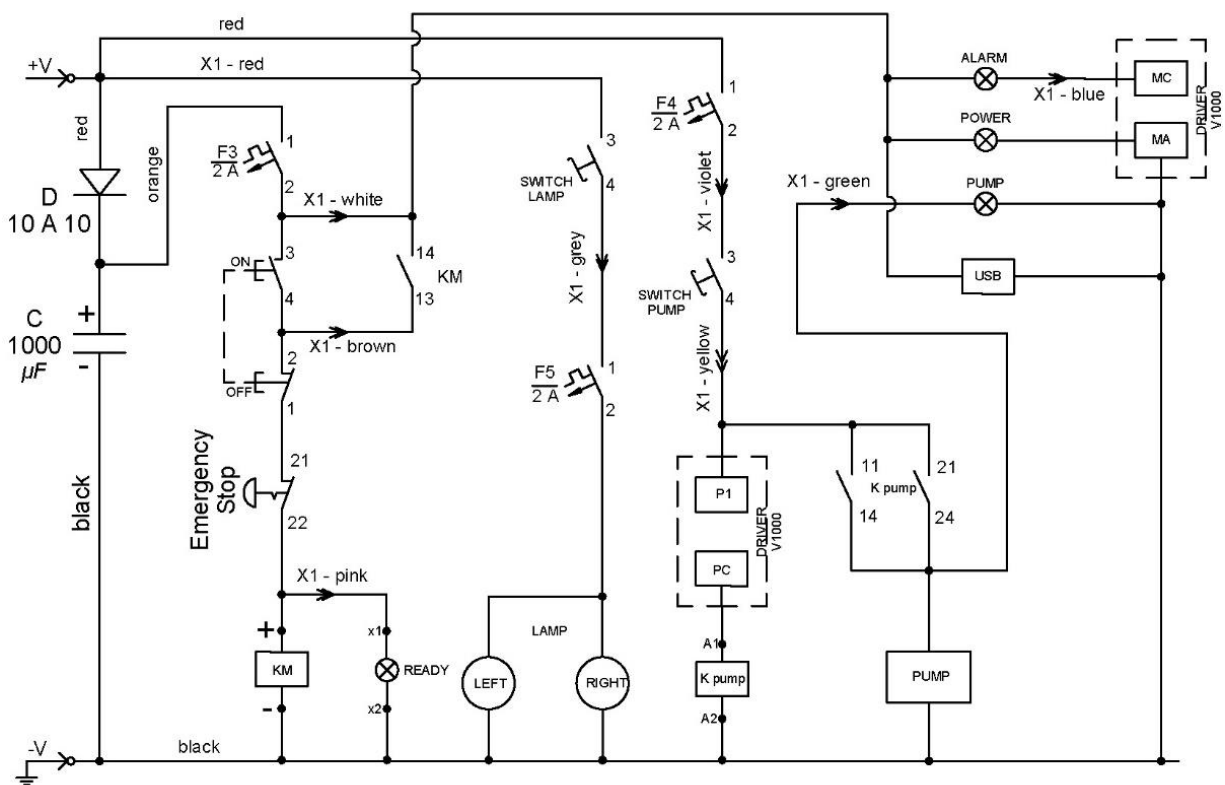 red
+V
X1 - red
red
orange
D
10 A 10
C
1000
µF
+
-
black
F3
2 A
1
2
X1 - white
ON
3
4
14
13
KM
X1 - brown
OFF
2
1
Emergency
Stop
21
22
X1 - pink
+
KM
-
x1
READY
x2
3
4
SWITCH
LAMP
X1 - grey
F5
2 A
1
2
LAMP
LEFT
RIGHT
F4
2 A
1
2
X1 - violet
3
4
SWITCH
PUMP
X1 - yellow
P1
PC
DRIVER
V1000
A1
K pump
A2
11
14
K pump
21
24
PUMP
ALARM
X1 - blue
MC
POWER
MA
DRIVER
V1000
X1 - green
PUMP
USB
-V
black